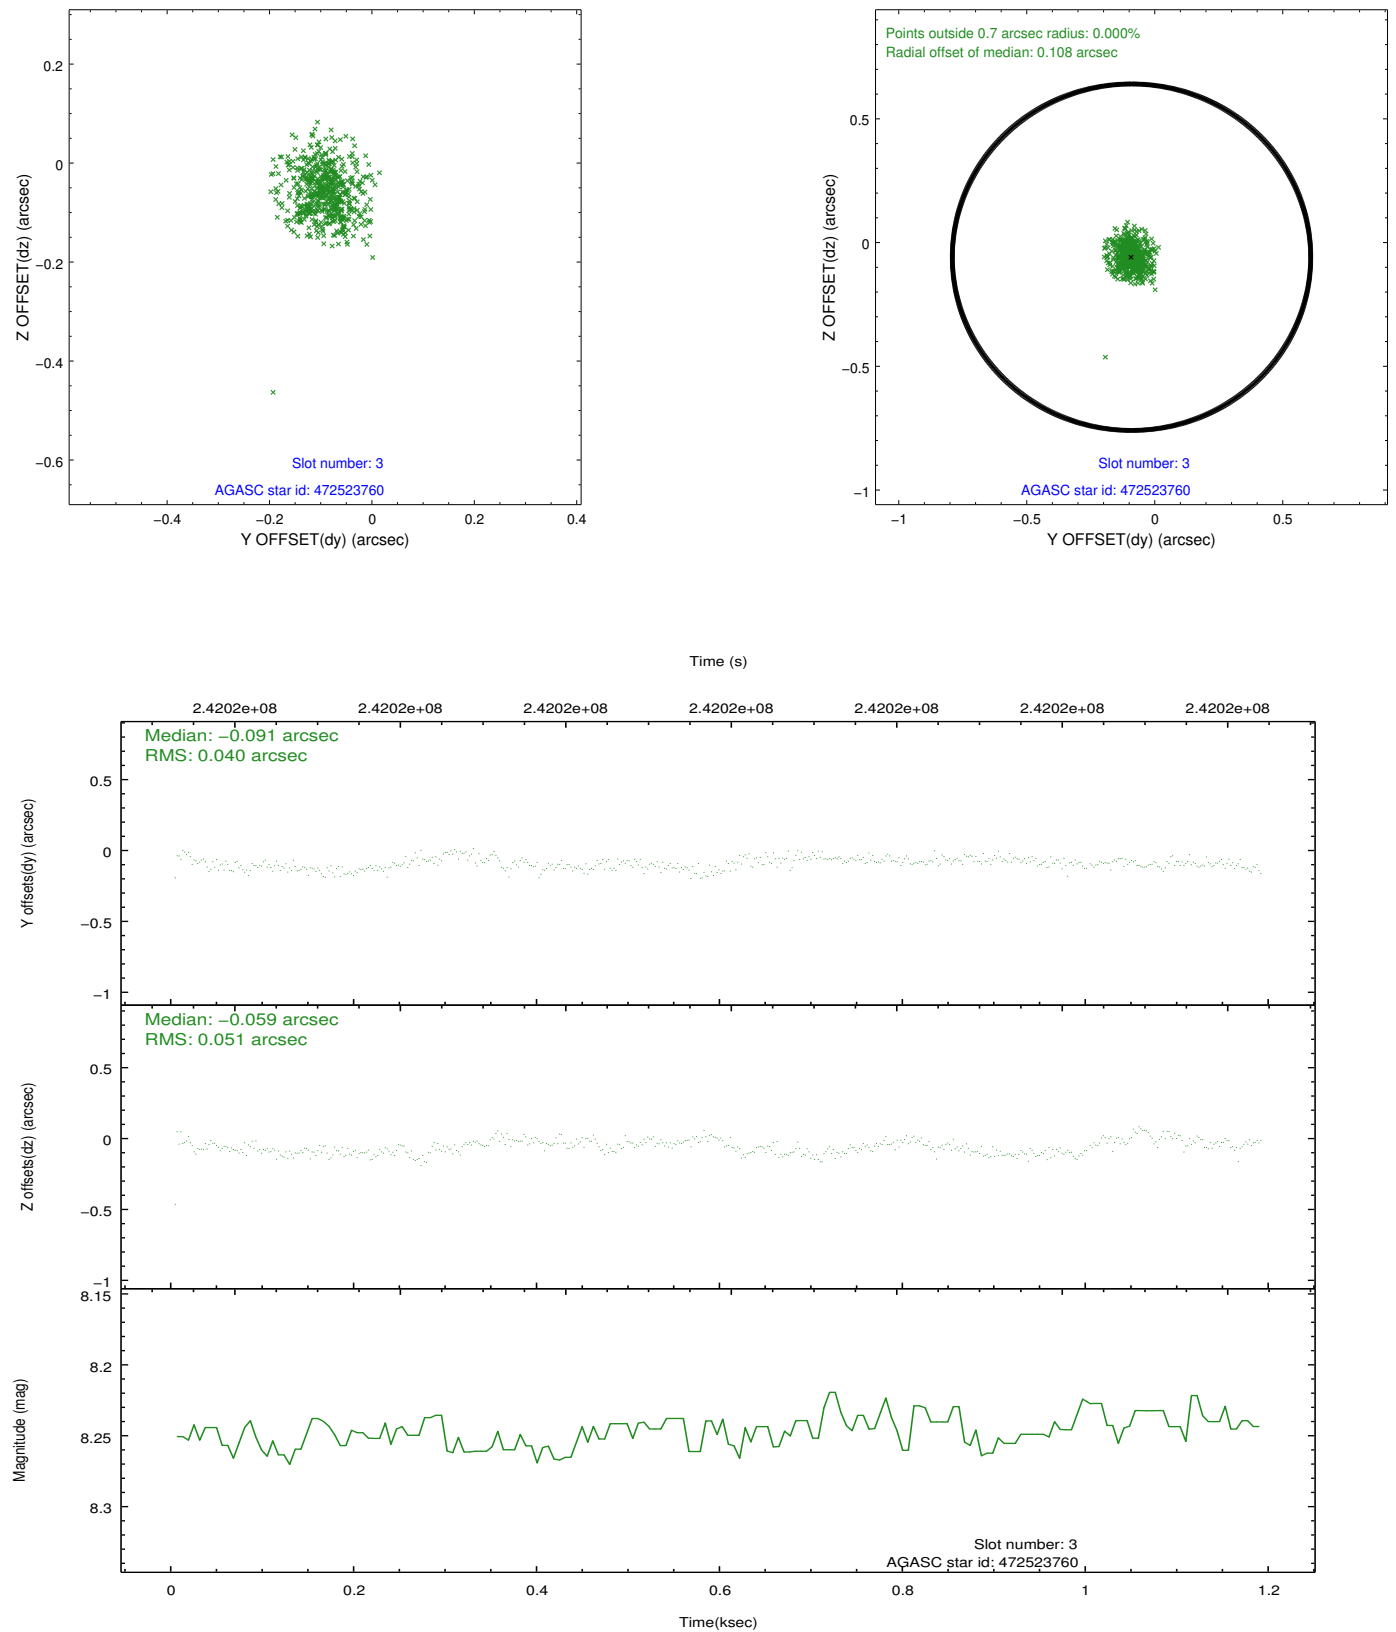 0.2
0
−0.2
−0.4
−0.6
Z OFFSET(dz) (arcsec)
Slot number: 3
AGASC star id: 472523760
−0.4
−0.2
0
0.2
0.4
Y OFFSET(dy) (arcsec)
Points outside 0.7 arcsec radius: 0.000%
Radial offset of median: 0.108 arcsec
0.5
0
−0.5
−1
Z OFFSET(dz) (arcsec)
Slot number: 3
AGASC star id: 472523760
−1
−0.5
0
0.5
Y OFFSET(dy) (arcsec)
Time (s)
2.4202e+08
2.4202e+08
2.4202e+08
2.4202e+08
2.4202e+08
2.4202e+08
2.4202e+08
Median: −0.091 arcsec
RMS: 0.040 arcsec
0.5
0
−0.5
−1
Y offsets(dy) (arcsec)
Median: −0.059 arcsec
RMS: 0.051 arcsec
0.5
0
−0.5
−1
Z offsets(dz) (arcsec)
8.15
8.2
8.25
8.3
Magnitude (mag)
Slot number: 3
AGASC star id: 472523760
0
0.2
0.4
0.6
0.8
1
1.2
Time(ksec)